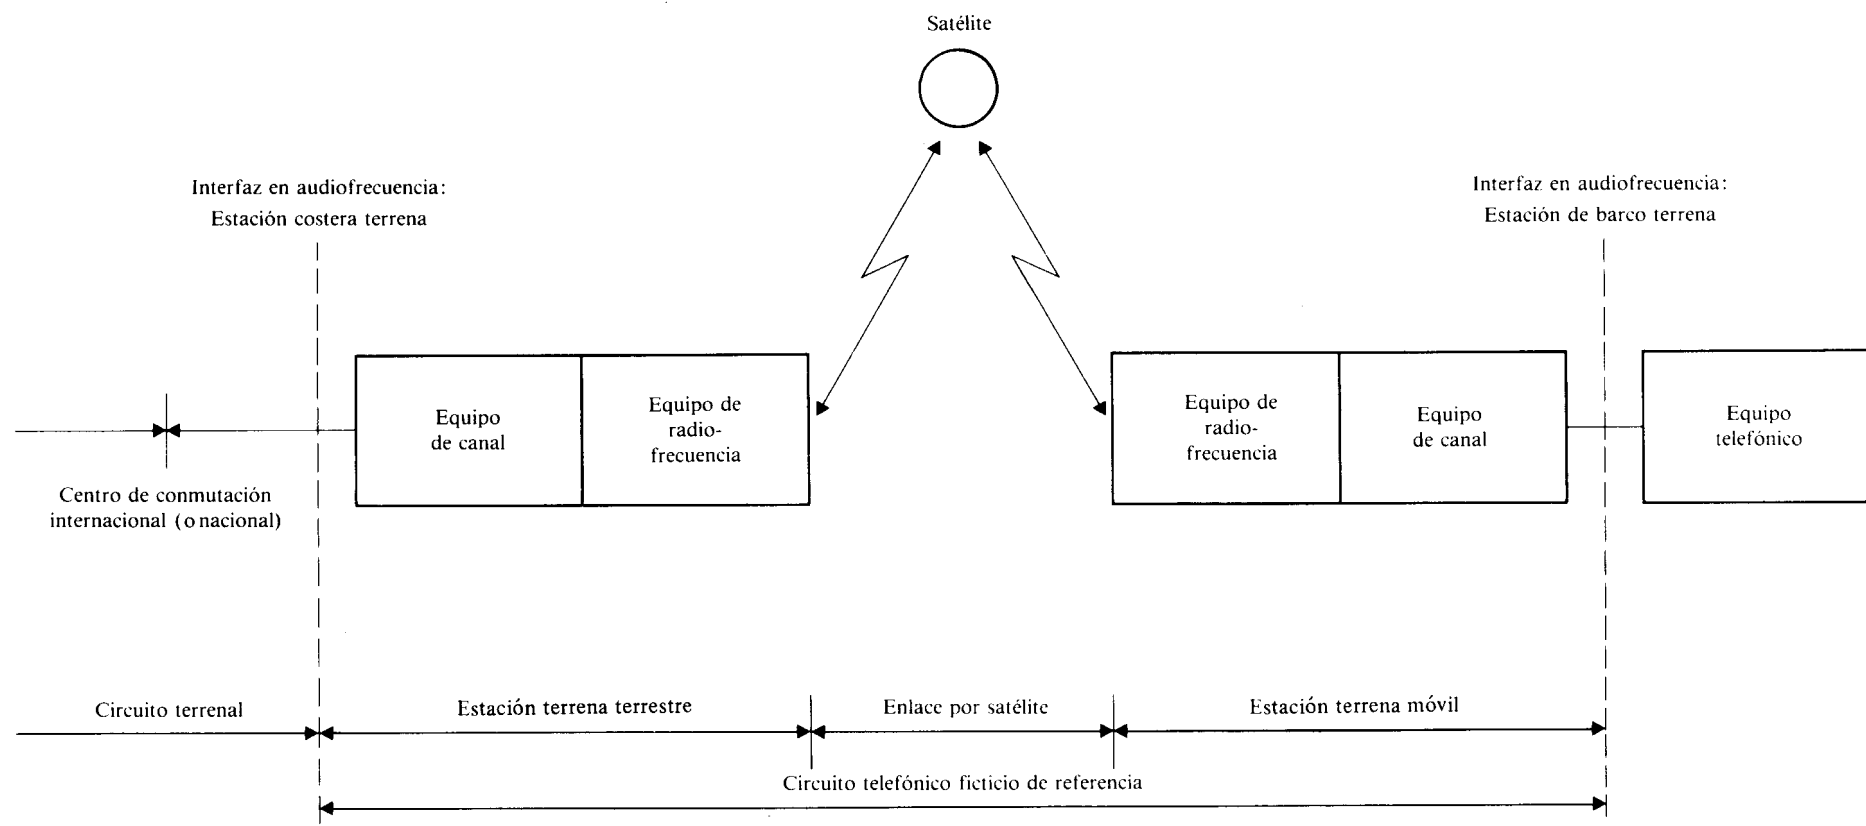 Satélite
Interfaz en audiofrecuencia:
Estación costera terrena
Interfaz en audiofrecuencia:
Estación de barco terrena
Equipo
de canal
Equipo de
radio-
frecuencia
Equipo de
radio-
frecuencia
Equipo
de canal
Equipo
telefónico
Centro de conmutación
internacional (o nacional)
Circuito terrenal
Estación terrena terrestre
Enlace por satélite
Estación terrena móvil
Circuito telefónico ficticio de referencia